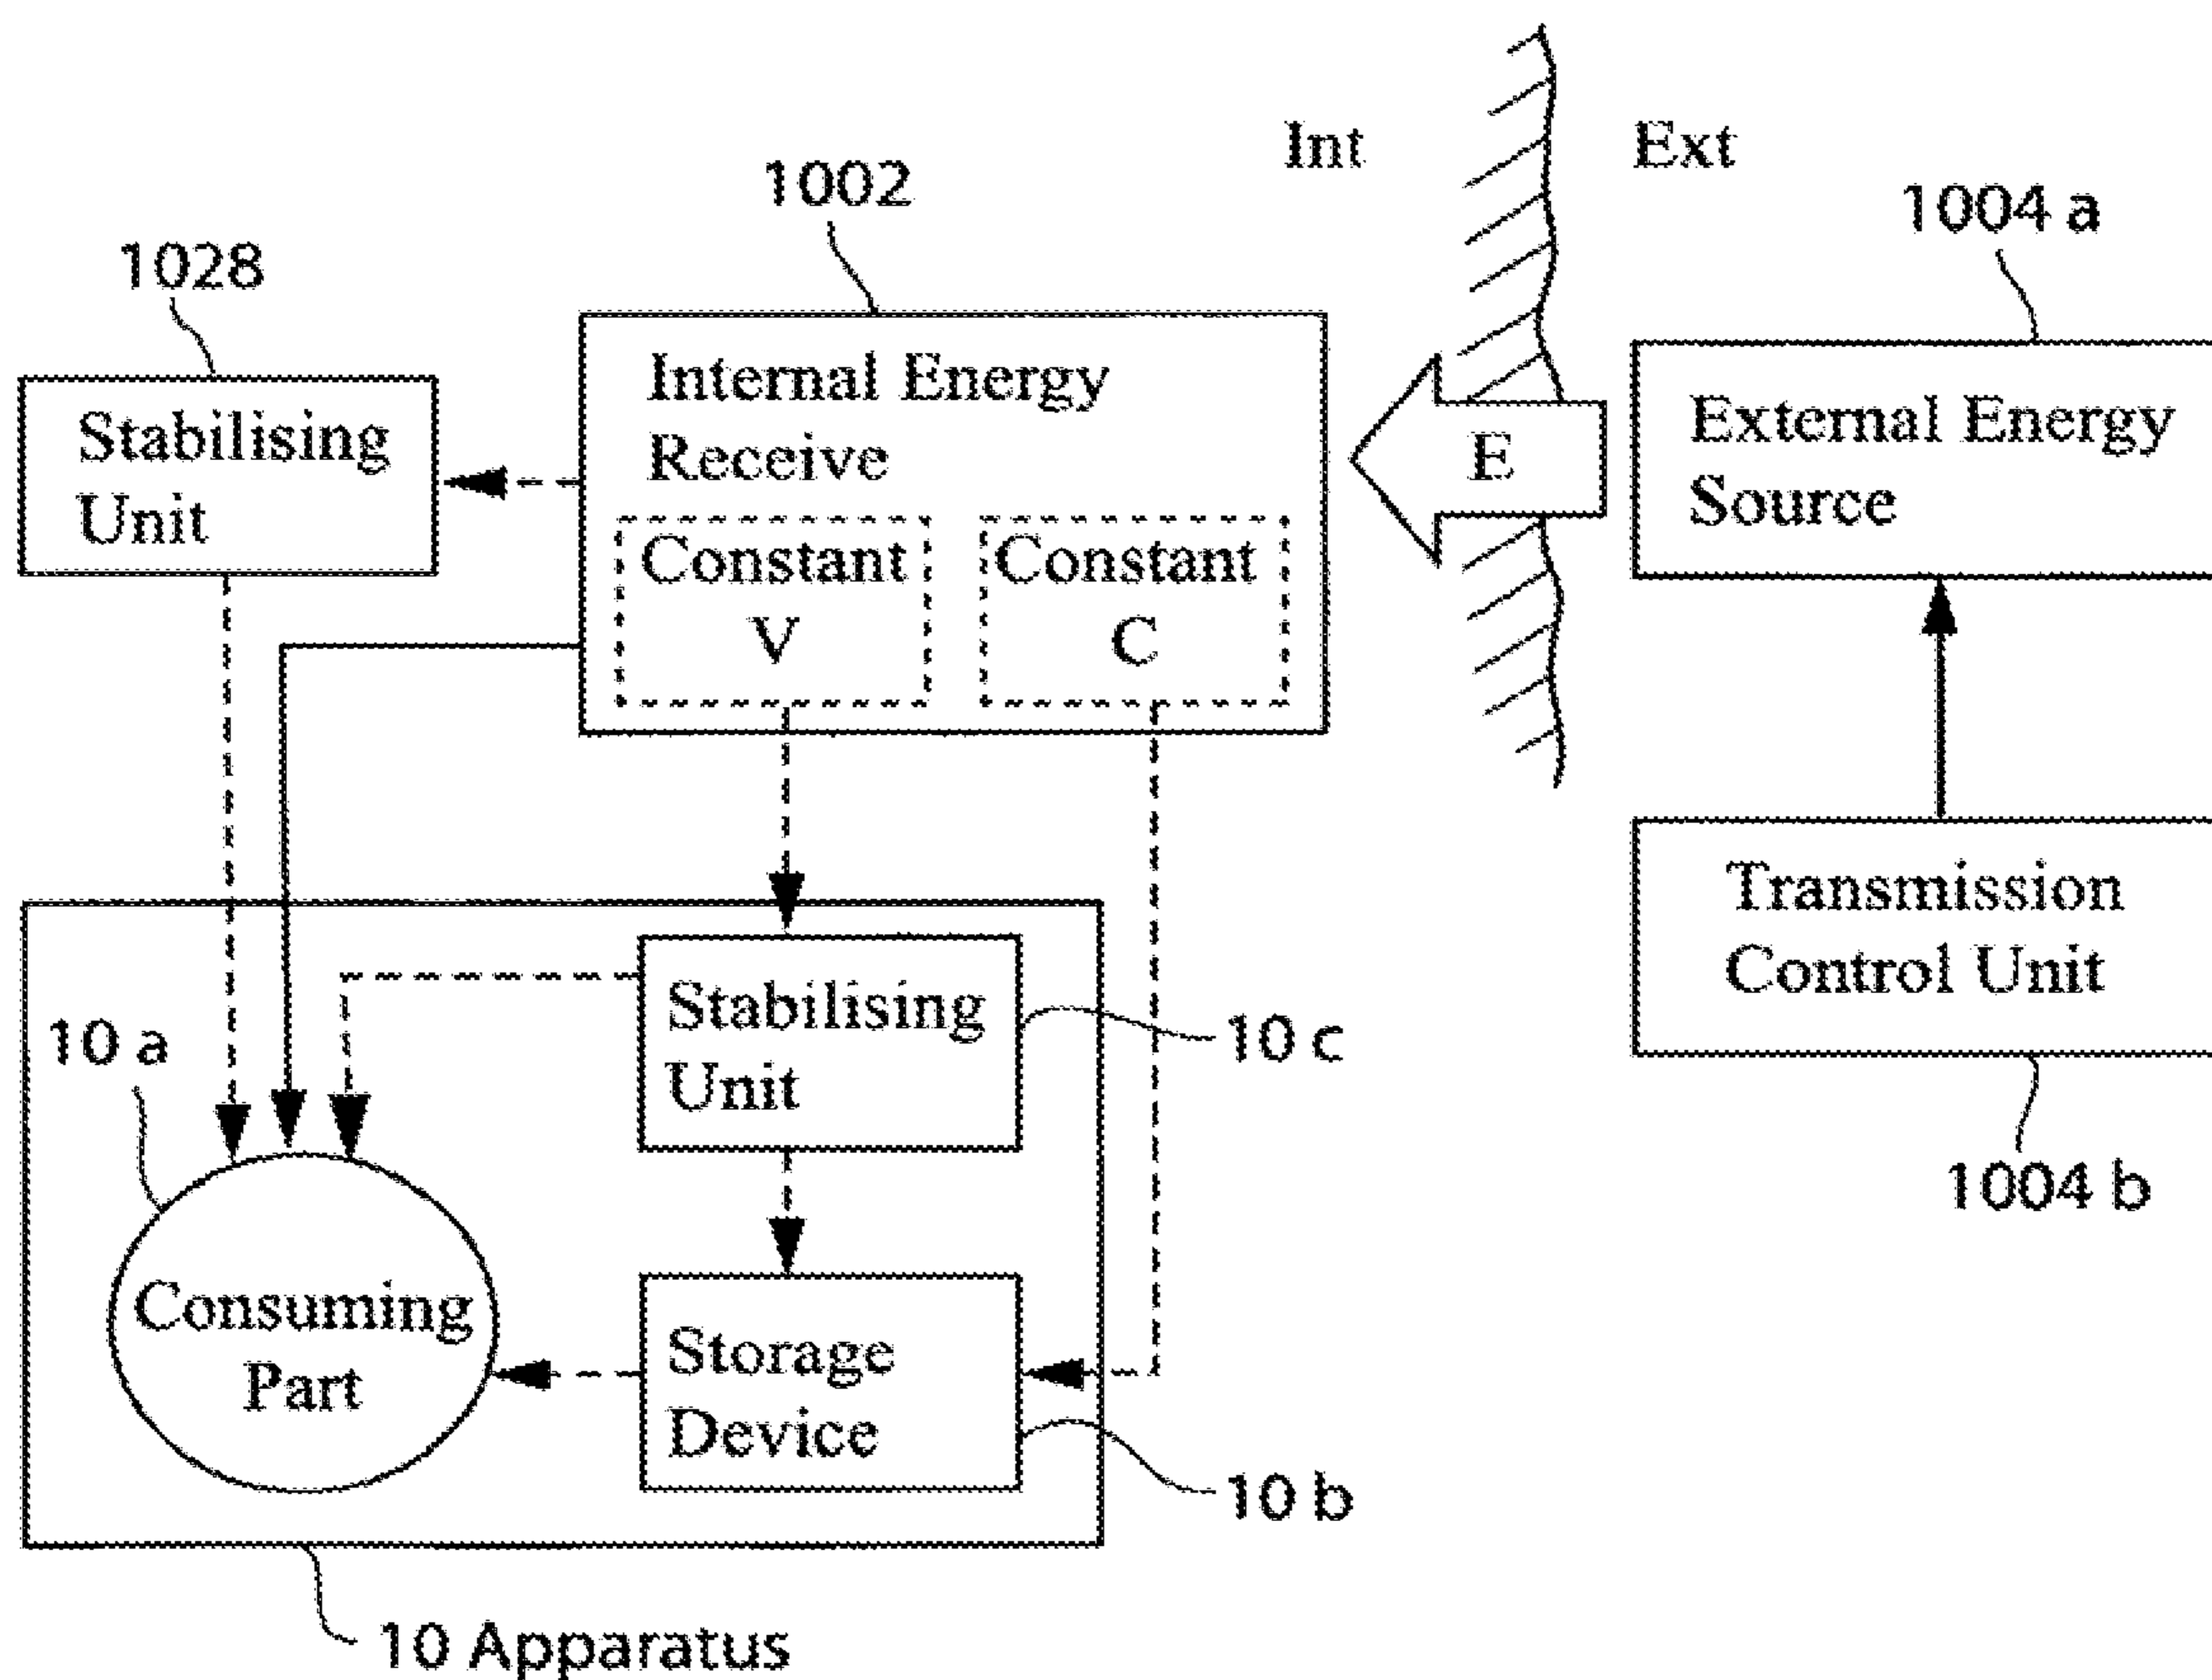 Int
Ext
1002
1004 a
1028
Internal Energy
Receive
Stabilising
Unit
External Energy
Source
E
Constant
V
Constant
C
Transmission
Control Unit
Stabilising
Unit
10 c
10 a
1004 b
Consuming
Part
Storage
Device
10 b
10 Apparatus